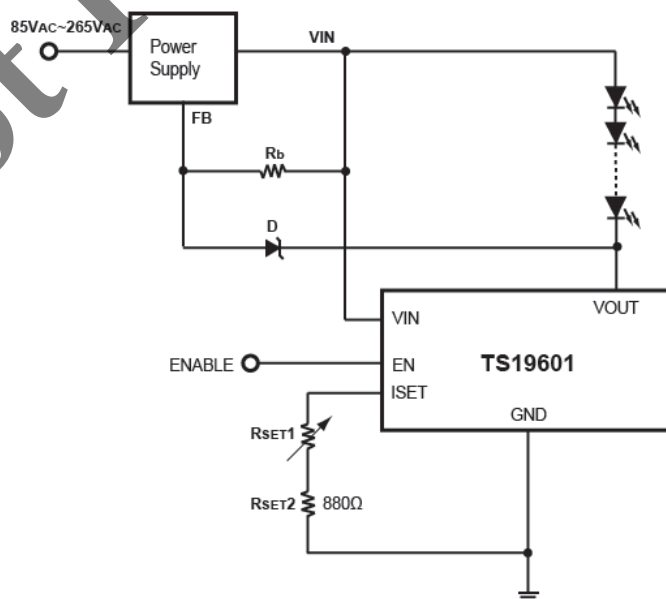 85VAC~265VAC
Power
Supply
VIN
FB
Rb
D
VOUT
VIN
ENABLE
EN
TS19601
ISET
GND
RSET1
RSET2
880Ω